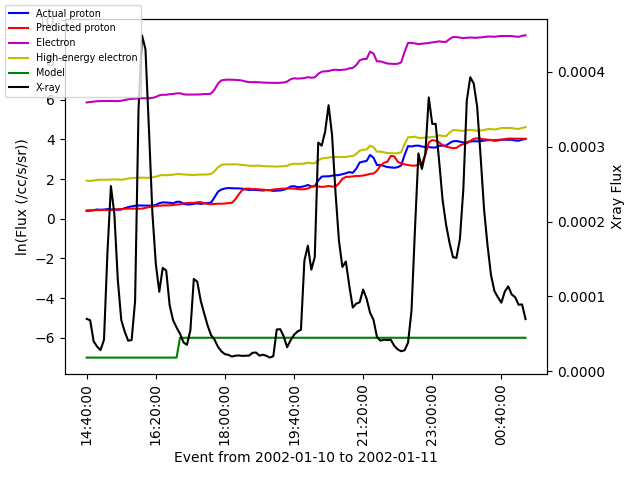 Actual proton
Predicted proton
Electron
High-energy electron
Model
X-ray
6
4
2
0
−2
−4
−6
ln(Flux (/cc/s/sr))
0.0004
0.0003
0.0002
0.0001
0.0000
Xray Flux
14:40:00
16:20:00
18:00:00
19:40:00
21:20:00
23:00:00
00:40:00
Event from 2002-01-10 to 2002-01-11